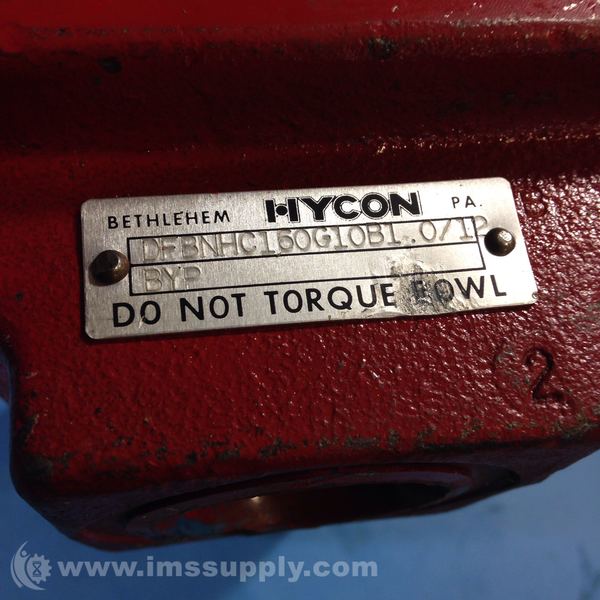 BETHLEHEM HYCON PA.
DFBNHC160G10B1.0/12
BYP
DO NOT TORQUE BOWL
2
www.imssupply.com